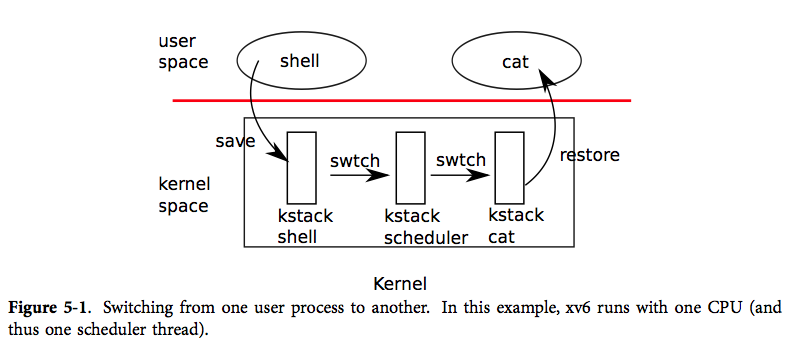 user
space
shell
cat
save
swtch
swtch
restore
kernel
space
kstack
shell
kstack
scheduler
kstack
cat
Kernel
Figure 5-1. Switching from one user process to another. In this example, xv6 runs with one CPU (and
thus one scheduler thread).